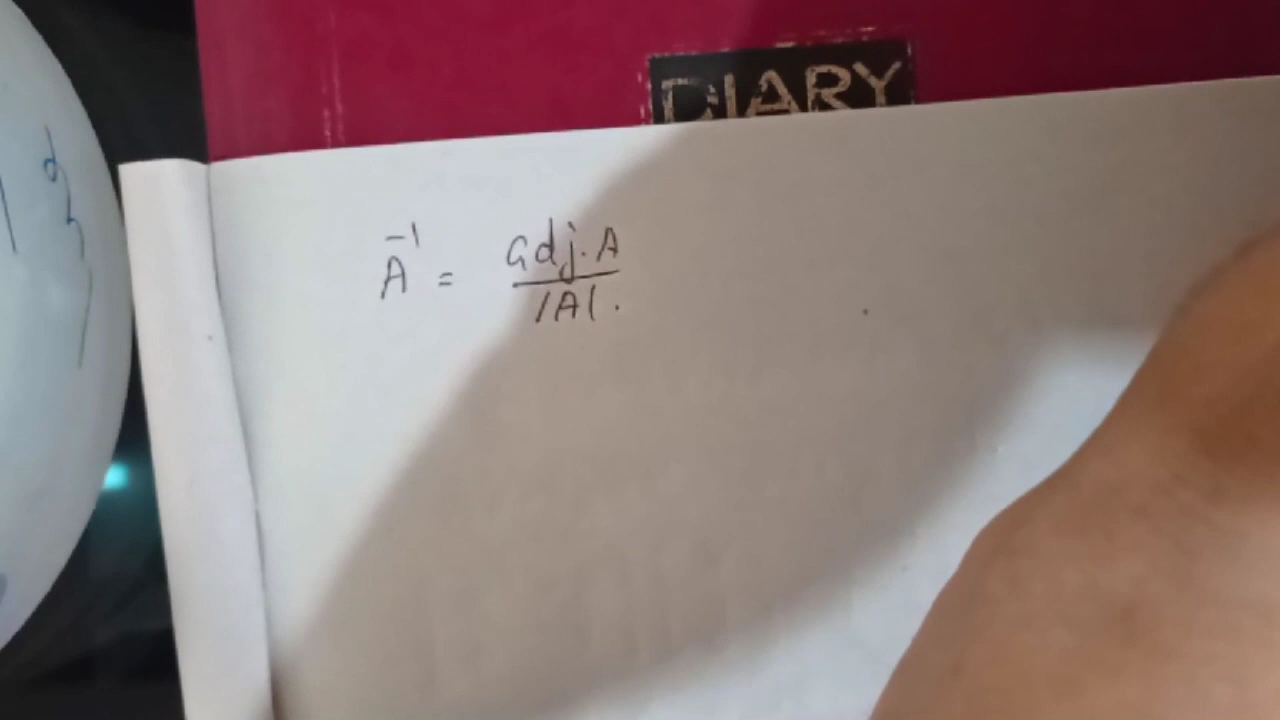 DIARY
A⁻¹ = adj.A / |A|.